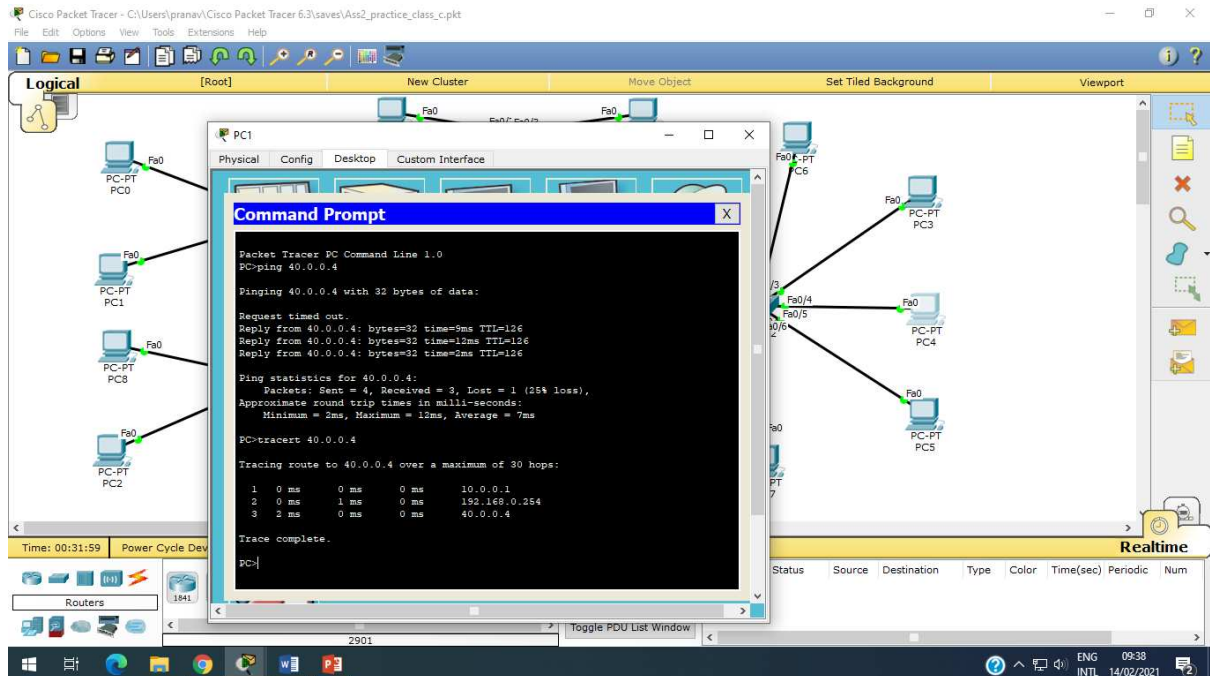 Cisco Packet Tracer - C:\Users\pranav\Cisco Packet Tracer 6.3\saves\Ass2_practice_class_c.pkt
File Edit Options View Tools Extensions Help
Logical [Root] New Cluster Move Object Set Tiled Background Viewport
Fa0
Fa0
Fa0
PC-PT
PC0
Fa0
PC-PT
PC1
Fa0
PC-PT
PC8
Fa0
PC-PT
PC2
PC1
Physical Config Desktop Custom Interface
Command Prompt X
Packet Tracer PC Command Line 1.0
PC>ping 40.0.0.4
Pinging 40.0.0.4 with 32 bytes of data:
Request timed out.
Reply from 40.0.0.4: bytes=32 time=9ms TTL=126
Reply from 40.0.0.4: bytes=32 time=12ms TTL=126
Reply from 40.0.0.4: bytes=32 time=2ms TTL=126
Ping statistics for 40.0.0.4:
Packets: Sent = 4, Received = 3, Lost = 1 (25% loss),
Approximate round trip times in milli-seconds:
Minimum = 2ms, Maximum = 12ms, Average = 7ms
PC>tracert 40.0.0.4
Tracing route to 40.0.0.4 over a maximum of 30 hops:
1 0 ms 0 ms 0 ms 10.0.0.1
2 0 ms 1 ms 0 ms 192.168.0.254
3 2 ms 0 ms 0 ms 40.0.0.4
Trace complete.
PC>
Fa0
-PT
PC6
Fa0
PC-PT
PC3
/3
Fa0/4
Fa0/5
Fa0
PC-PT
PC4
Fa0
PC-PT
PC5
Fa0
PT
7
Time: 00:31:59 Power Cycle Dev
Realtime
Routers
1841
2901
Toggle PDU List Window
Status Source Destination Type Color Time(sec) Periodic Num
ENG
INTL
09:38
14/02/2021
2